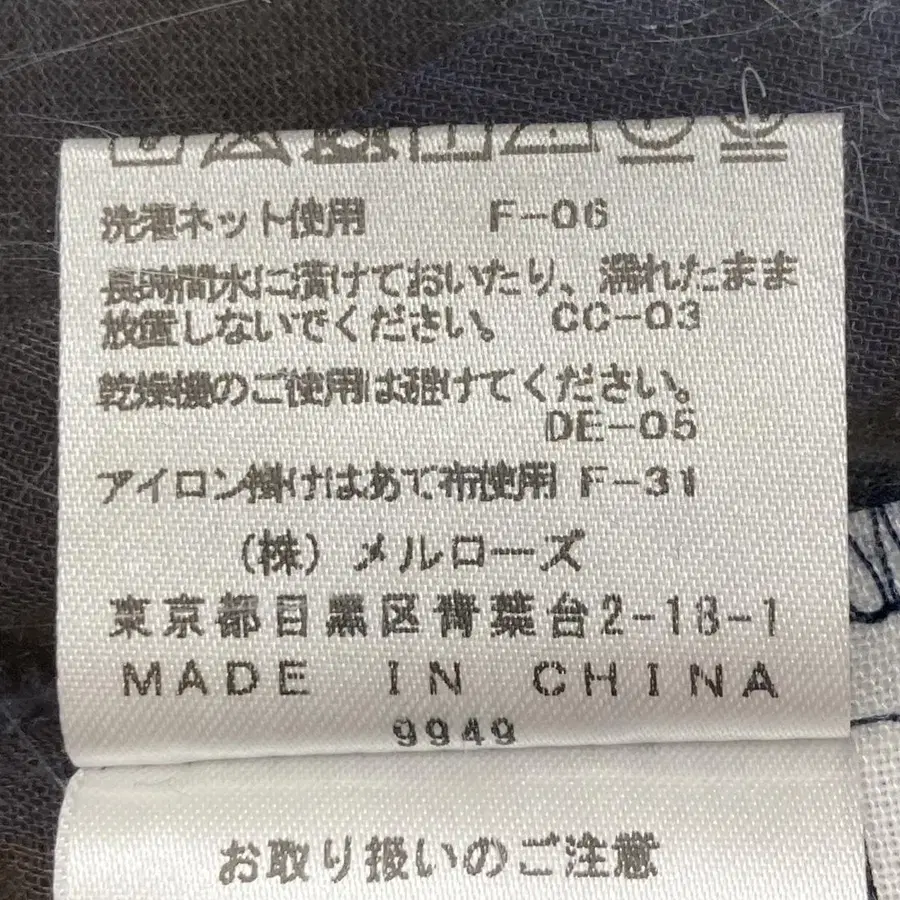 洗濯ネット使用 F-06
長時間水に漬けておいたり、濡れたまま
放置しないでください。 CC-03
乾燥機のご使用は避けてください。
DE-05
アイロン掛けはあて布使用 F-31
(株) メルローズ
東京都目黒区青葉台2-18-1
MADE IN CHINA
9949
お取り扱いのご注意